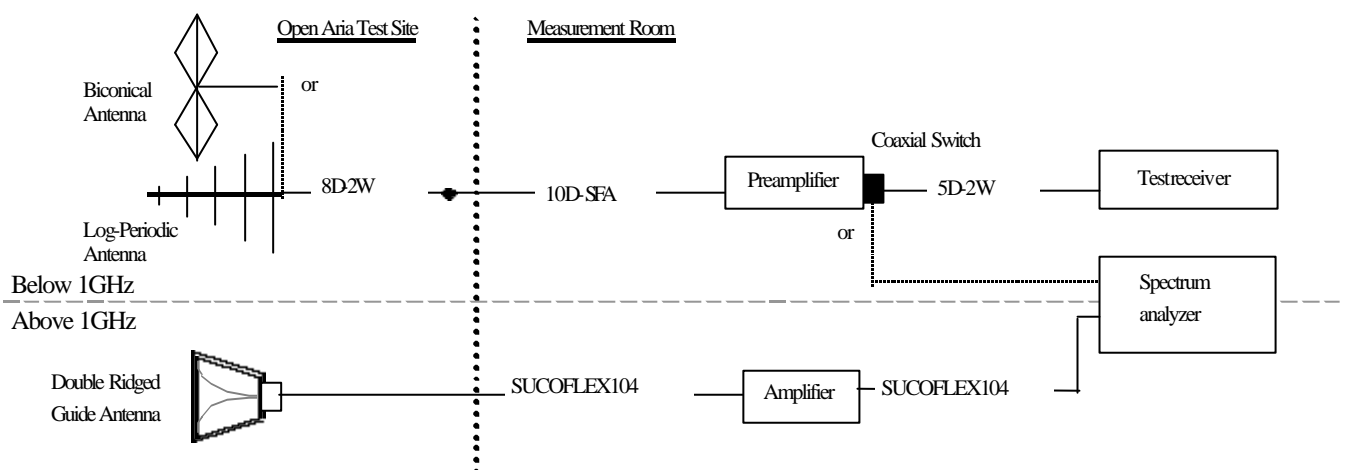 Open Aria Test Site
Measurement Room
Biconical
Antenna
or
Coaxial Switch
8D-2W
10D-SFA
Preamplifier
5D-2W
Testreceiver
Log-Periodic
Antenna
or
Below 1GHz
Spectrum
analyzer
Above 1GHz
Double Ridged
Guide Antenna
SUCOFLEX104
Amplifier
SUCOFLEX104